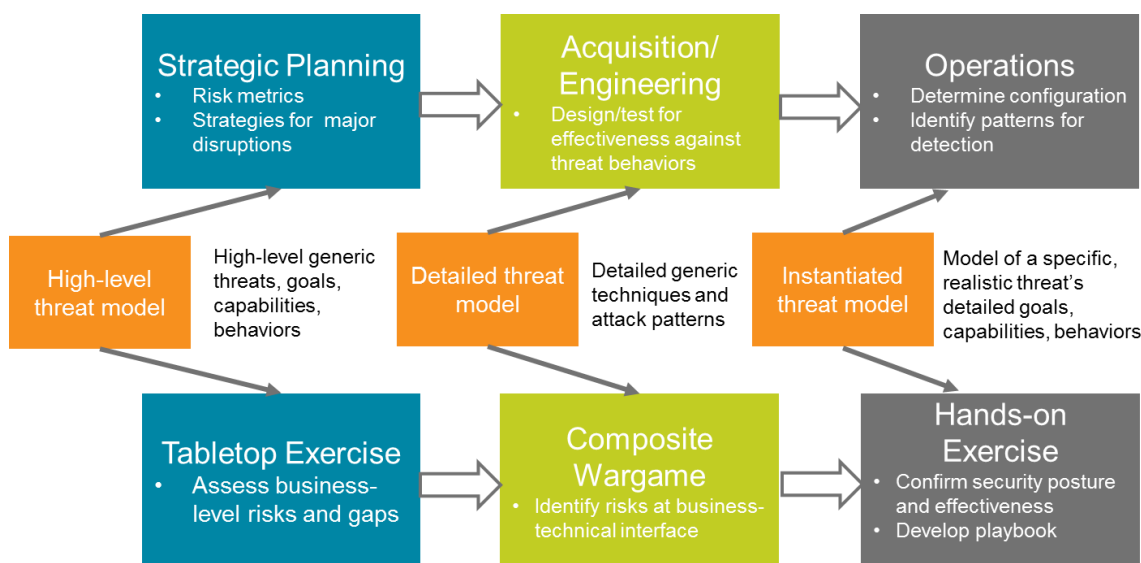 Strategic Planning
• Risk metrics
• Strategies for major
disruptions
Acquisition/
Engineering
• Design/test for
effectiveness against
threat behaviors
Operations
• Determine configuration
• Identify patterns for
detection
High-level
threat model
High-level generic
threats, goals,
capabilities,
behaviors
Detailed threat
model
Detailed generic
techniques and
attack patterns
Instantiated
threat model
Model of a specific,
realistic threat's
detailed goals,
capabilities, behaviors
Tabletop Exercise
• Assess business-
level risks and gaps
Composite
Wargame
• Identify risks at business-
technical interface
Hands-on
Exercise
• Confirm security posture
and effectiveness
• Develop playbook